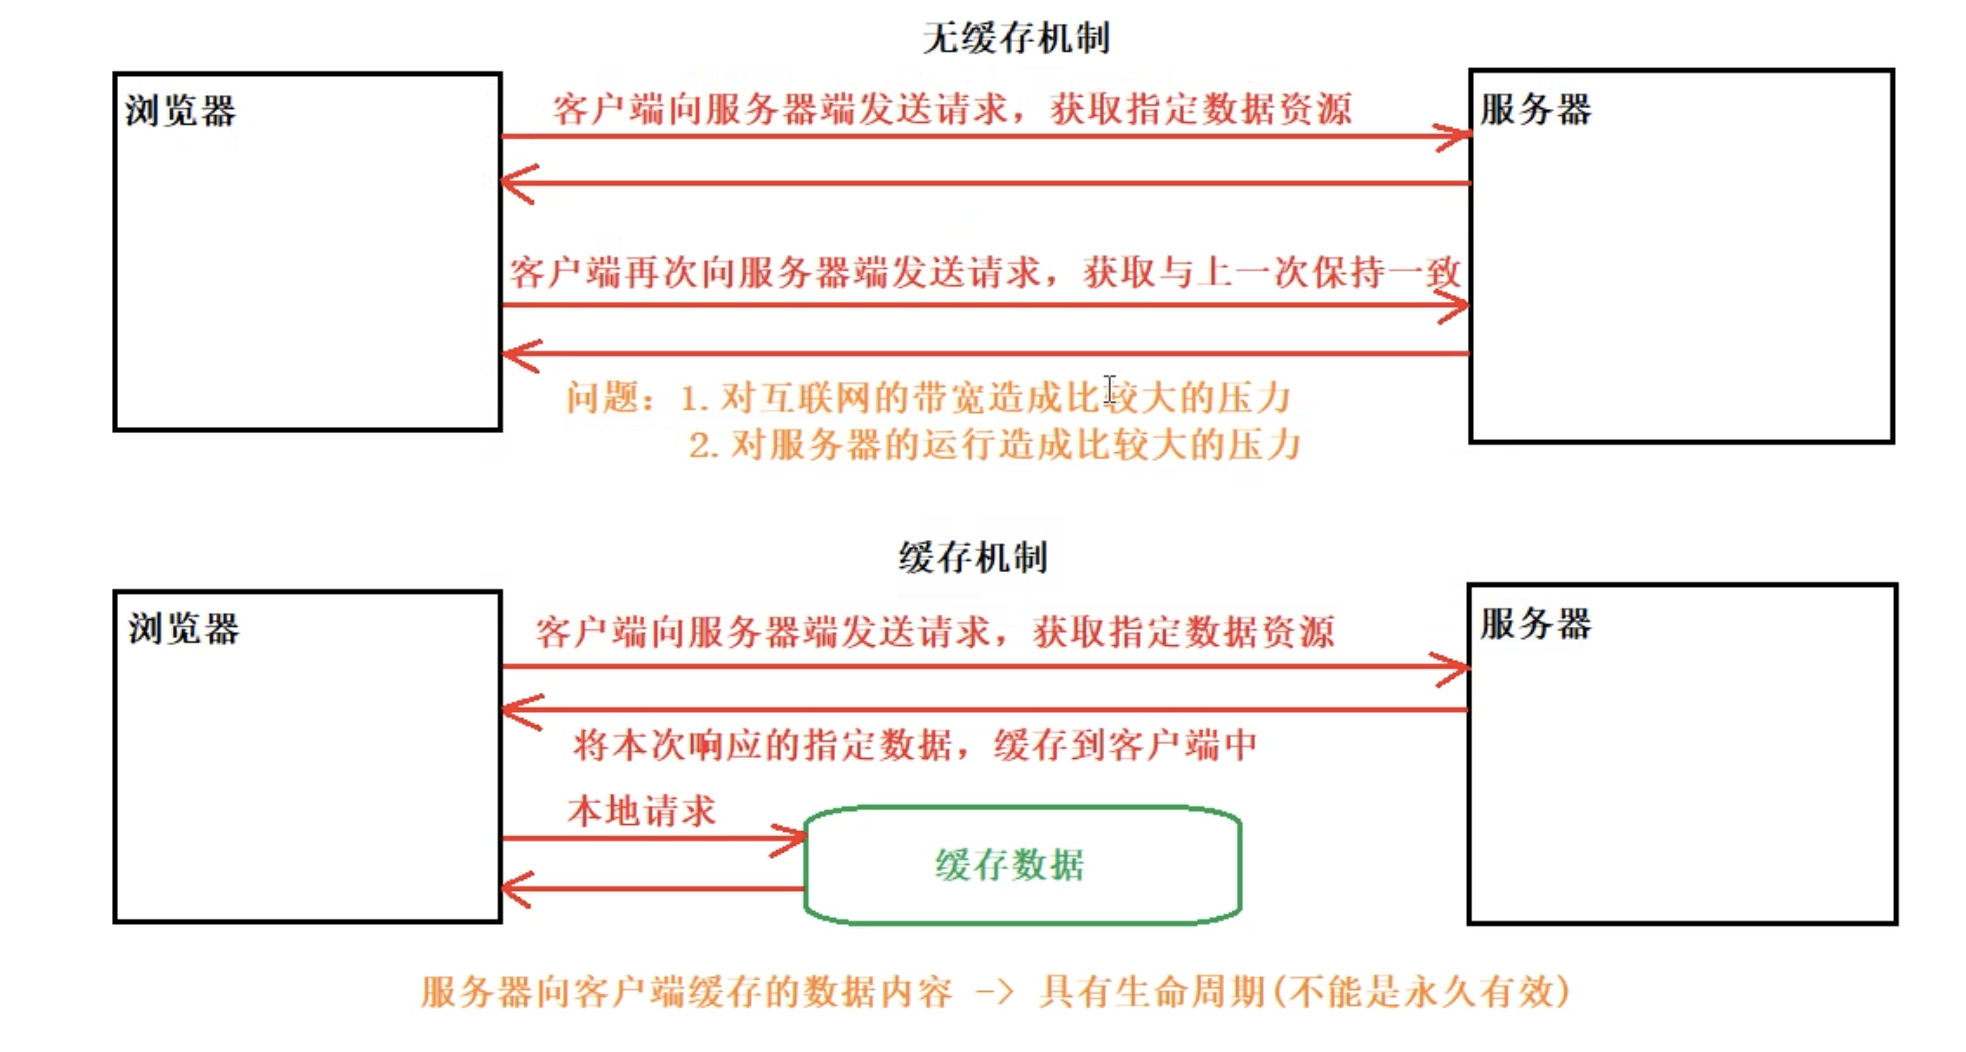 无缓存机制
浏览器
客户端向服务器端发送请求，获取指定数据资源
服务器
客户端再次向服务器端发送请求，获取与上一次保持一致
问题：1.对互联网的带宽造成比较大的压力
2.对服务器的运行造成比较大的压力
缓存机制
浏览器
客户端向服务器端发送请求，获取指定数据资源
服务器
将本次响应的指定数据，缓存到客户端中
本地请求
缓存数据
服务器向客户端缓存的数据内容 -> 具有生命周期(不能是永久有效)